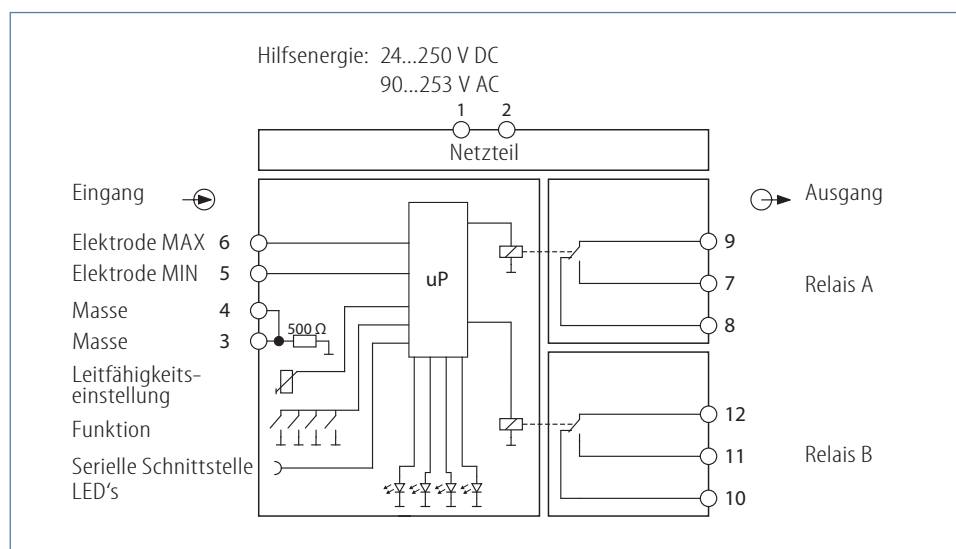 Hilfsenergie: 24...250 V DC
90...253 V AC
1 2
Netzteil
Eingang
Ausgang
Elektrode MAX 6
Elektrode MIN 5
Masse 4
Masse 3
500 Ω
Leitfähigkeits-
einstellung
Funktion
Serielle Schnittstelle
LED‘s
uP
9
7
8
Relais A
12
11
10
Relais B